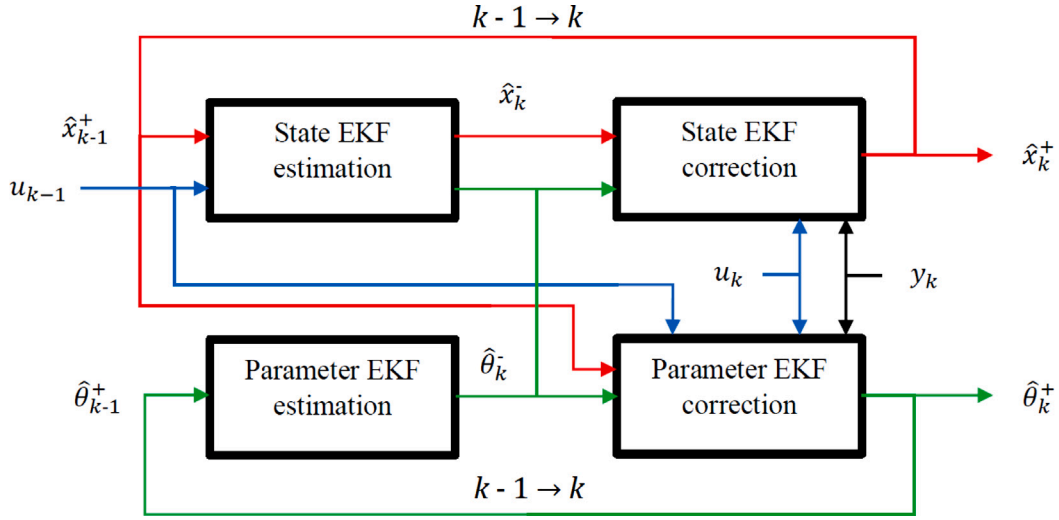 k - 1 → k
x̂⁺ₖ₋₁
State EKF
estimation
x̂⁻ₖ
State EKF
correction
x̂⁺ₖ
uₖ₋₁
uₖ
yₖ
θ̂⁺ₖ₋₁
Parameter EKF
estimation
θ̂⁻ₖ
Parameter EKF
correction
θ̂⁺ₖ
k - 1 → k